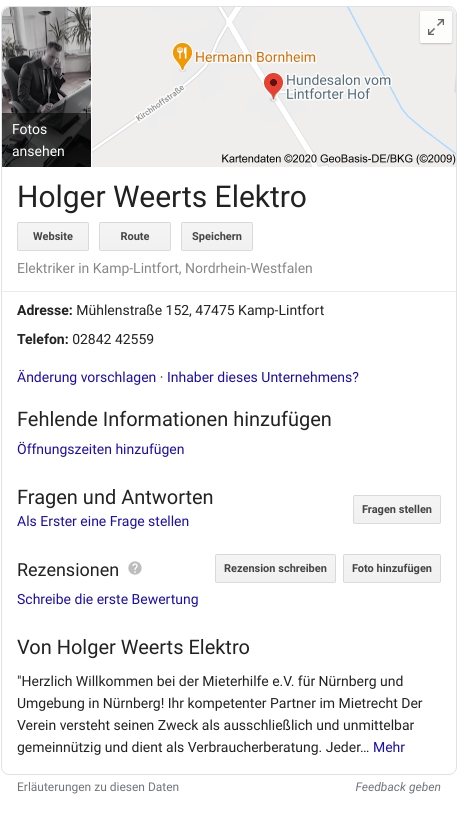 Hermann Bornheim
Hundesalon vom
Lintforter Hof
Kirchhoffstraße
Fotos
ansehen
Kartendaten ©2020 GeoBasis-DE/BKG (©2009)
Holger Weerts Elektro
Website Route Speichern
Elektriker in Kamp-Lintfort, Nordrhein-Westfalen
Adresse: Mühlenstraße 152, 47475 Kamp-Lintfort
Telefon: 02842 42559
Änderung vorschlagen · Inhaber dieses Unternehmens?
Fehlende Informationen hinzufügen
Öffnungszeiten hinzufügen
Fragen und Antworten
Fragen stellen
Als Erster eine Frage stellen
Rezensionen ? Rezension schreiben Foto hinzufügen
Schreibe die erste Bewertung
Von Holger Weerts Elektro
"Herzlich Willkommen bei der Mieterhilfe e.V. für Nürnberg und
Umgebung in Nürnberg! Ihr kompetenter Partner im Mietrecht Der
Verein versteht seinen Zweck als ausschließlich und unmittelbar
gemeinnützig und dient als Verbraucherberatung. Jeder... Mehr
Erläuterungen zu diesen Daten Feedback geben